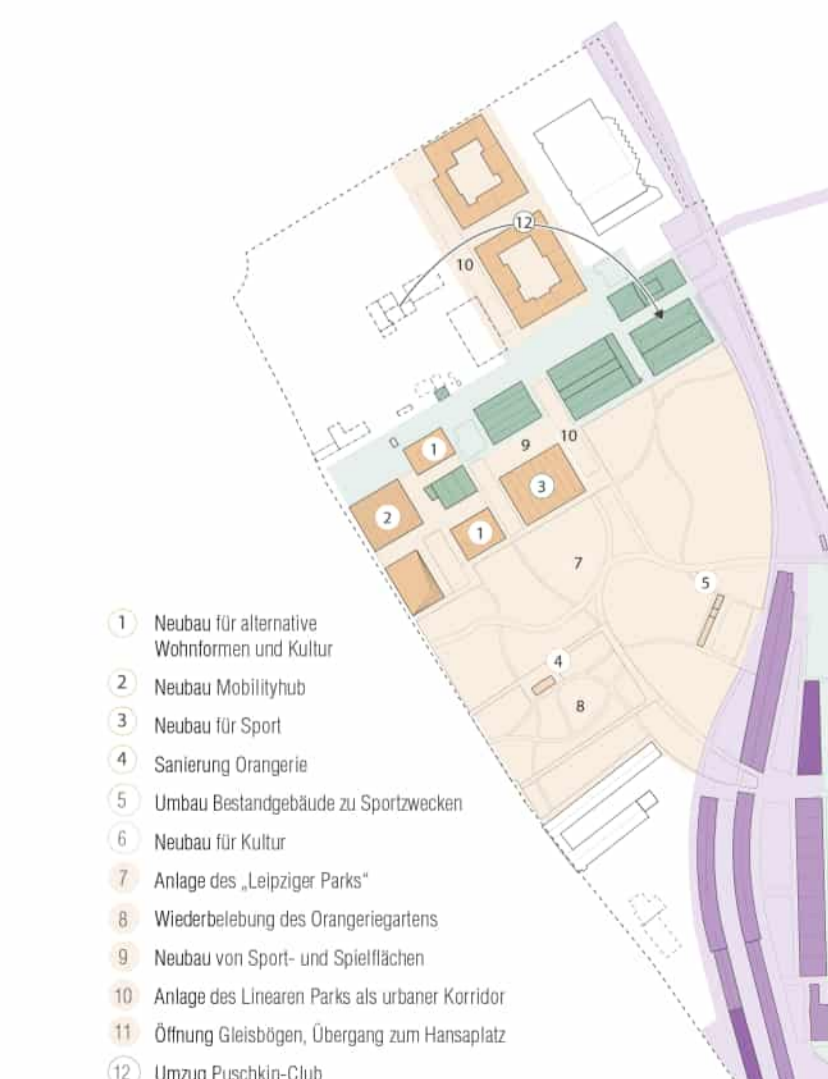 12
10
10
9
1
3
2
1
7
5
4
8
1 Neubau für alternative
Wohnformen und Kultur
2 Neubau Mobilityhub
3 Neubau für Sport
4 Sanierung Orangerie
5 Umbau Bestandgebäude zu Sportzwecken
6 Neubau für Kultur
7 Anlage des „Leipziger Parks“
8 Wiederbelebung des Orangeriegartens
9 Neubau von Sport- und Spielflächen
10 Anlage des Linearen Parks als urbaner Korridor
11 Öffnung Gleisbögen, Übergang zum Hansaplatz
12 Umzug Puschkin-Club